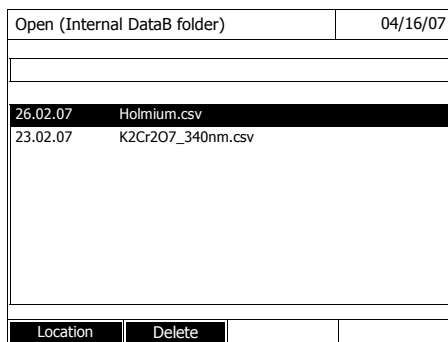 Open (Internal DataB folder) 04/16/07
26.02.07 Holmium.csv
23.02.07 K2Cr2O7_340nm.csv
Location Delete